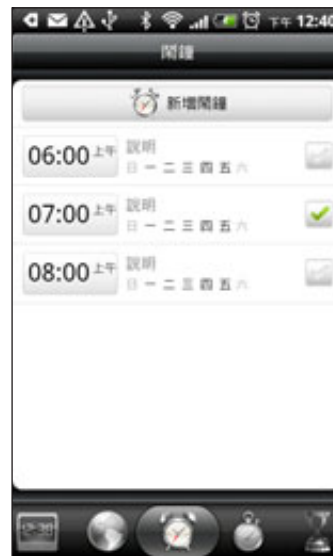 下午 12:40
鬧鐘
新增鬧鐘
06:00 上午
說明
日 一 二 三 四 五 六
07:00 上午
說明
日 一 二 三 四 五 六
08:00 上午
說明
日 一 二 三 四 五 六